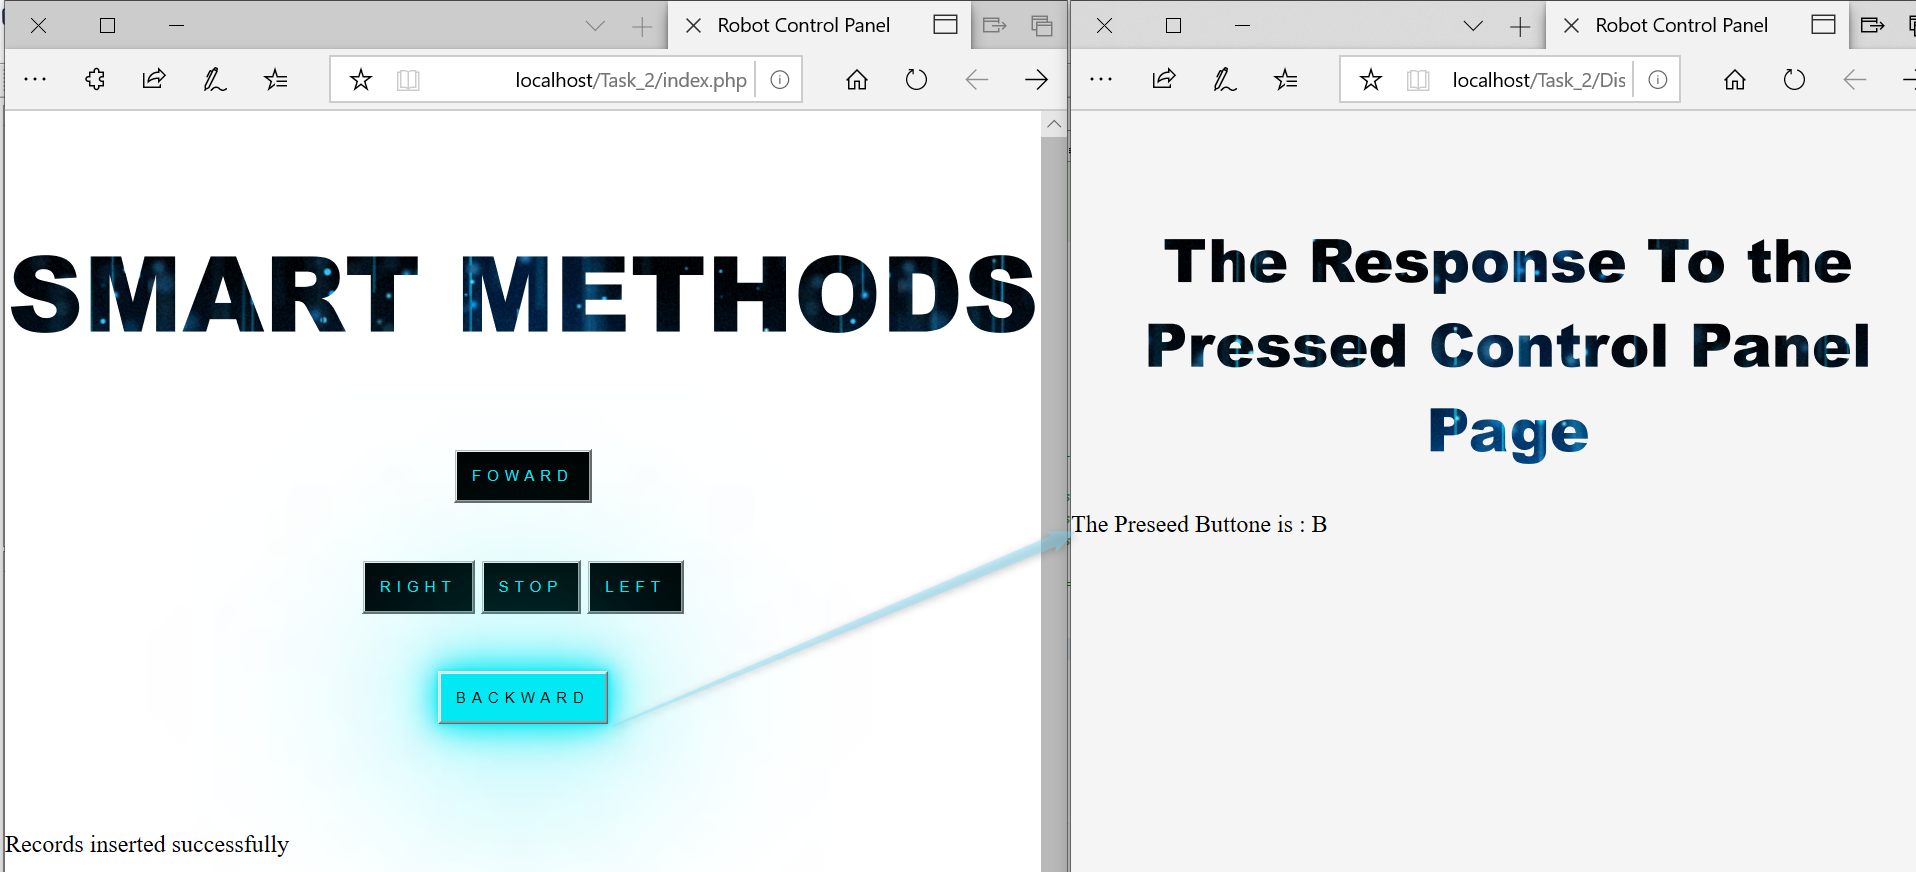 Robot Control Panel
localhost/Task_2/index.php
SMART METHODS
FOWARD
RIGHT STOP LEFT
BACKWARD
Records inserted successfully
Robot Control Panel
localhost/Task_2/Dis
The Response To the
Pressed Control Panel
Page
The Preseed Buttone is : B